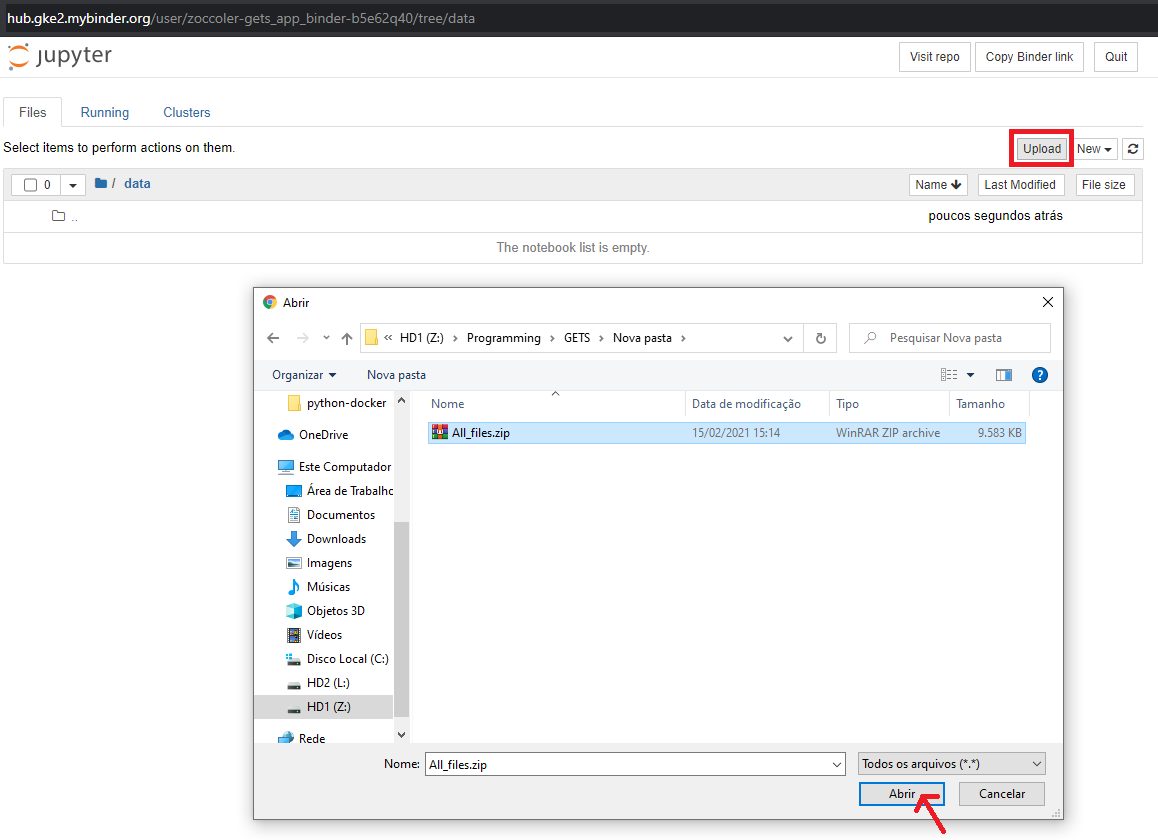 hub.gke2.mybinder.org/user/zoccoler-gets_app_binder-b5e62q40/tree/data
jupyter
Visit repo Copy Binder link Quit
Files Running Clusters
Select items to perform actions on them.
Upload New
0 / data Name Last Modified File size
.. poucos segundos atrás
The notebook list is empty.
Abrir
« HD1 (Z:) › Programming › GETS › Nova pasta › Pesquisar Nova pasta
Organizar Nova pasta ?
Nome Data de modificação Tipo Tamanho
All_files.zip 15/02/2021 15:14 WinRAR ZIP archive 9.583 KB
python-docker
OneDrive
Este Computador
Área de Trabalho
Documentos
Downloads
Imagens
Músicas
Objetos 3D
Vídeos
Disco Local (C:)
HD2 (L:)
HD1 (Z:)
Rede
Nome: All_files.zip Todos os arquivos (*.*)
Abrir Cancelar